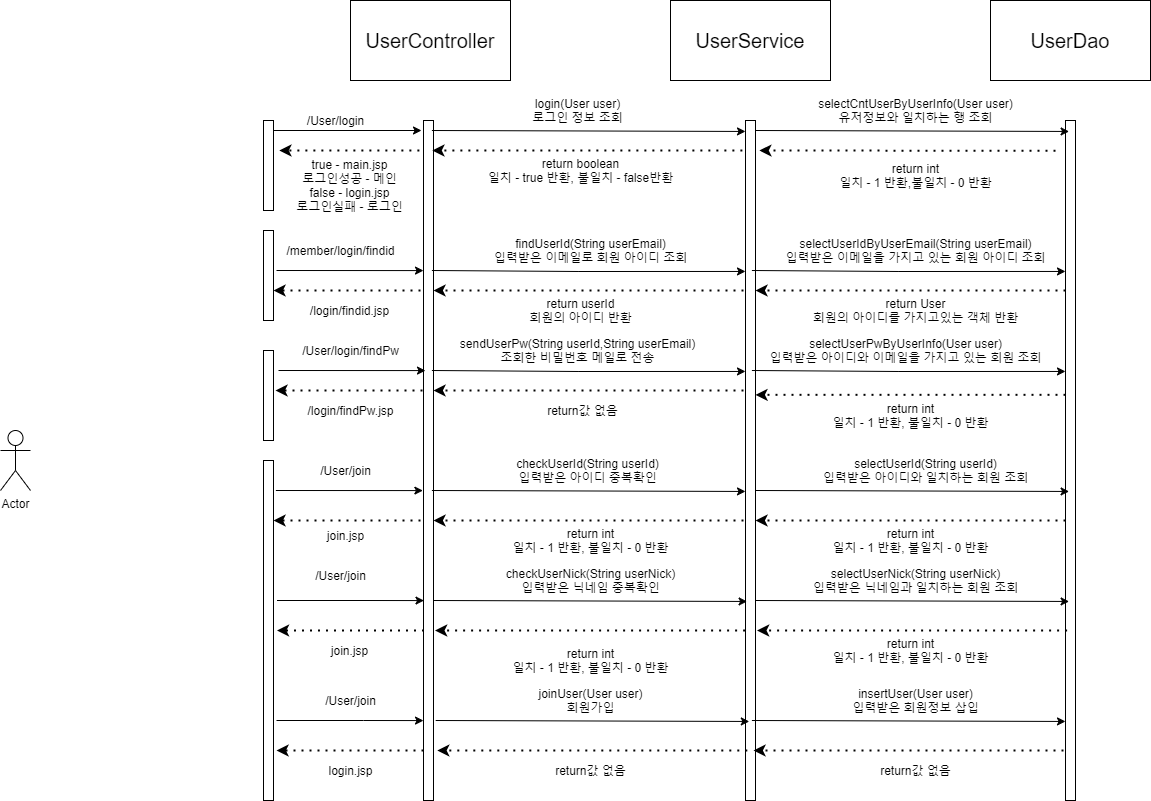 UserController
UserService
UserDao
/User/login
login(User user)
로그인 정보 조회
selectCntUserByUserInfo(User user)
유저정보와 일치하는 행 조회
true - main.jsp
로그인성공 - 메인
false - login.jsp
로그인실패 - 로그인
return boolean
일치 - true 반환, 불일치 - false반환
return int
일치 - 1 반환,불일치 - 0 반환
/member/login/findid
findUserId(String userEmail)
입력받은 이메일로 회원 아이디 조회
selectUserIdByUserEmail(String userEmail)
입력받은 이메일을 가지고 있는 회원 아이디 조회
/login/findid.jsp
return userId
회원의 아이디 반환
return User
회원의 아이디를 가지고있는 객체 반환
/User/login/findPw
sendUserPw(String userId,String userEmail)
조회한 비밀번호 메일로 전송
selectUserPwByUserInfo(User user)
입력받은 아이디와 이메일을 가지고 있는 회원 조회
/login/findPw.jsp
return값 없음
return int
일치 - 1 반환, 불일치 - 0 반환
Actor
/User/join
checkUserId(String userId)
입력받은 아이디 중복확인
selectUserId(String userId)
입력받은 아이디와 일치하는 회원 조회
join.jsp
return int
일치 - 1 반환, 불일치 - 0 반환
return int
일치 - 1 반환, 불일치 - 0 반환
/User/join
checkUserNick(String userNick)
입력받은 닉네임 중복확인
selectUserNick(String userNick)
입력받은 닉네임과 일치하는 회원 조회
join.jsp
return int
일치 - 1 반환, 불일치 - 0 반환
return int
일치 - 1 반환, 불일치 - 0 반환
/User/join
joinUser(User user)
회원가입
insertUser(User user)
입력받은 회원정보 삽입
login.jsp
return값 없음
return값 없음